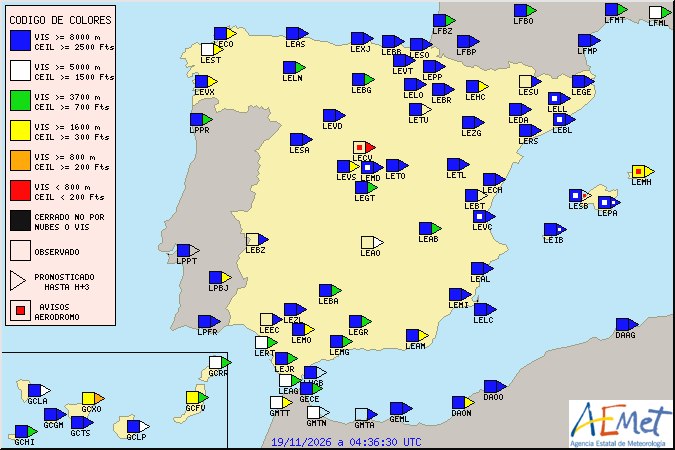 CODIGO DE COLORES
VIS >= 8000 m
CEIL >= 2500 Fts
VIS >= 5000 m
CEIL >= 1500 Fts
VIS >= 3700 m
CEIL >= 700 Fts
VIS >= 1600 m
CEIL >= 300 Fts
VIS >= 800 m
CEIL >= 200 Fts
VIS < 800 m
CEIL < 200 Fts
CERRADO NO POR
NUBES O VIS
OBSERVADO
PRONOSTICADO
HASTA H+3
AVISOS
AERODROMO
LFBO
LFMT
LFML
LFBZ
LECO
LEAS
LEXJ
LEBB
LESO
LFBP
LFMP
LEST
LEVT
LEPP
LELN
LEBG
LEVX
LELO
LEBR
LEHC
LESU
LEGE
LELL
LPPR
LEVD
LETU
LEZG
LEDA
LEBL
LERS
LESA
LECV
LEVS
LEMD
LETO
LETL
LEGT
LECH
LEBT
LEMH
LESB
LEPA
LEVC
LEIB
LEBZ
LEAO
LEAB
LPPT
LPBJ
LEAL
LEBA
LEMI
LELC
LEZL
LPFR
LEEC
LEMO
LEGR
LEAM
LEMG
DAAG
LERT
LEJR
GCRR
LEAG
LXGB
GECE
DAOO
GMTT
GMTN
GMTA
GEML
DAON
GCLA
GCXO
GCFV
GCGM
GCTS
GCLP
GCHI
19/11/2026 a 04:36:30 UTC
AEMet
Agencia Estatal de Meteorología